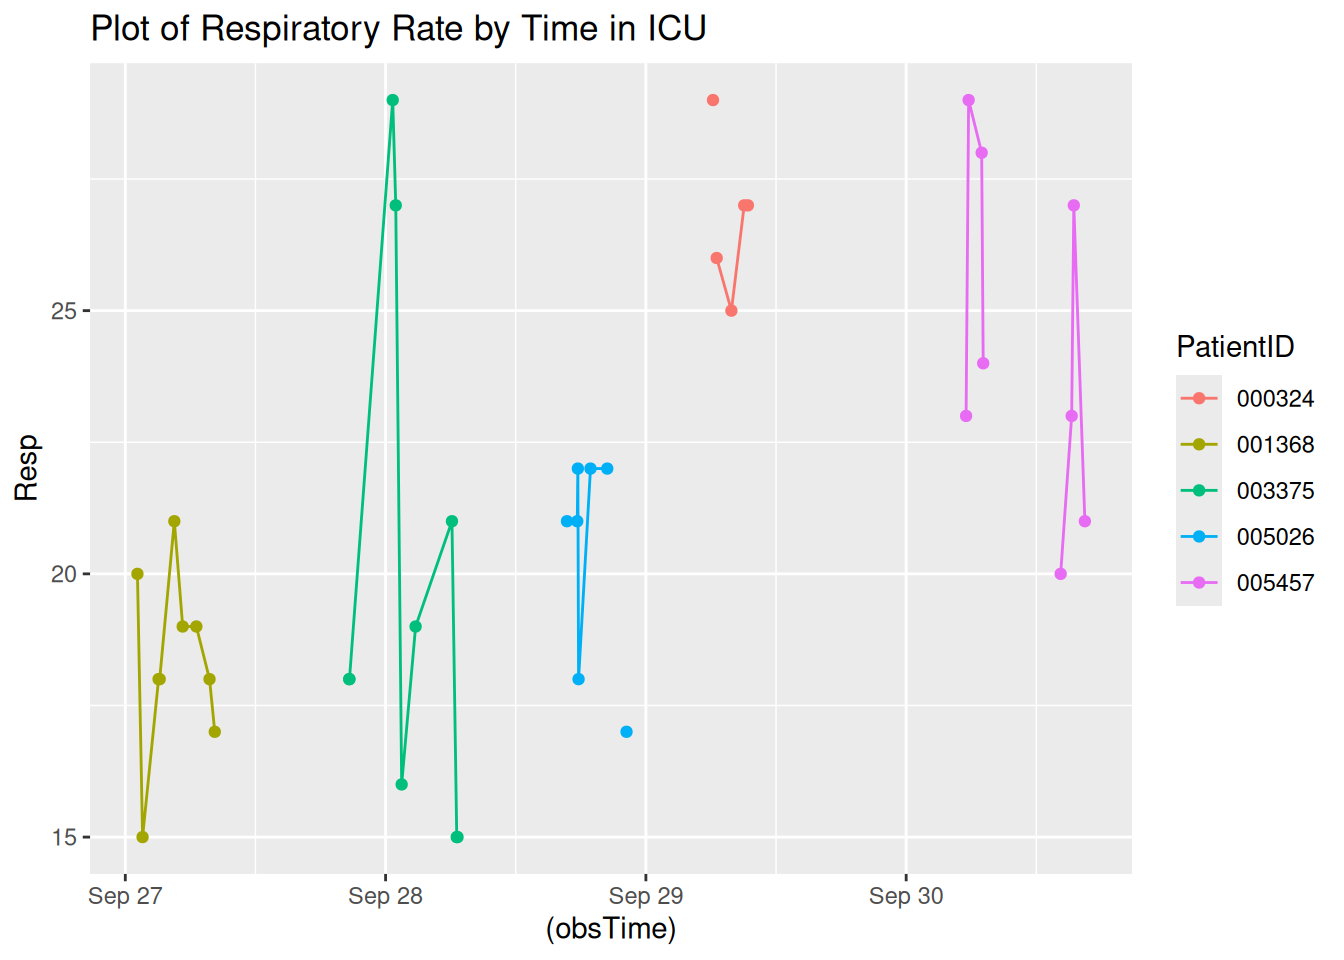 Plot of Respiratory Rate by Time in ICU
25
20
15
Resp
Sep 27 Sep 28 Sep 29 Sep 30
(obsTime)
PatientID
000324
001368
003375
005026
005457